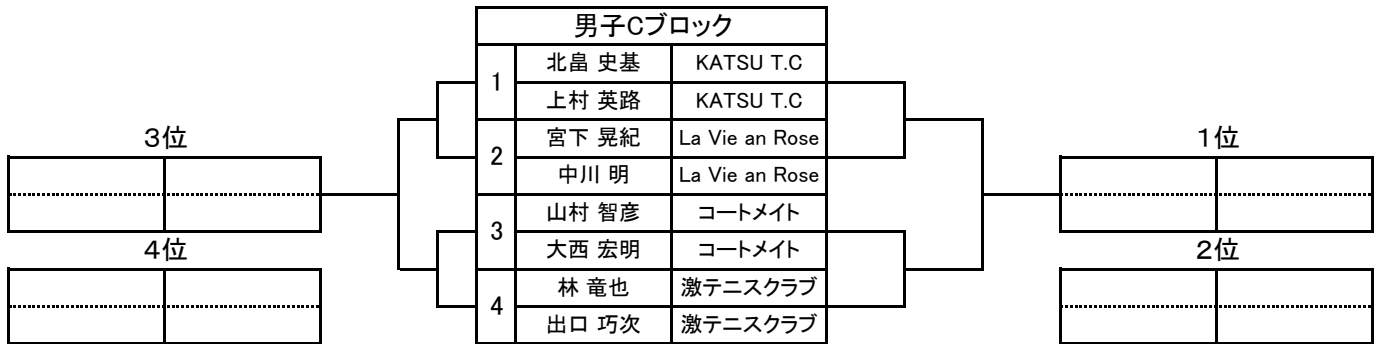 男子Cブロック
1
北畠 史基 KATSU T.C
上村 英路 KATSU T.C
3位
1位
2
宮下 晃紀 La Vie an Rose
中川 明 La Vie an Rose
3
山村 智彦 コートメイト
大西 宏明 コートメイト
4位
2位
4
林 竜也 激テニスクラブ
出口 巧次 激テニスクラブ